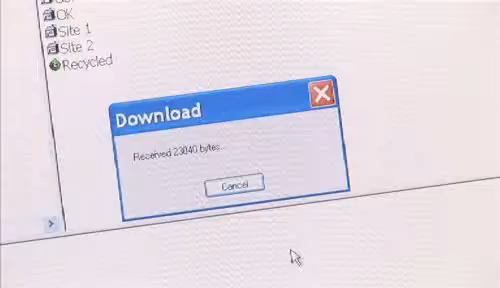 OK
Site 1
Site 2
Recycled
Download
Received 23040 bytes...
Cancel